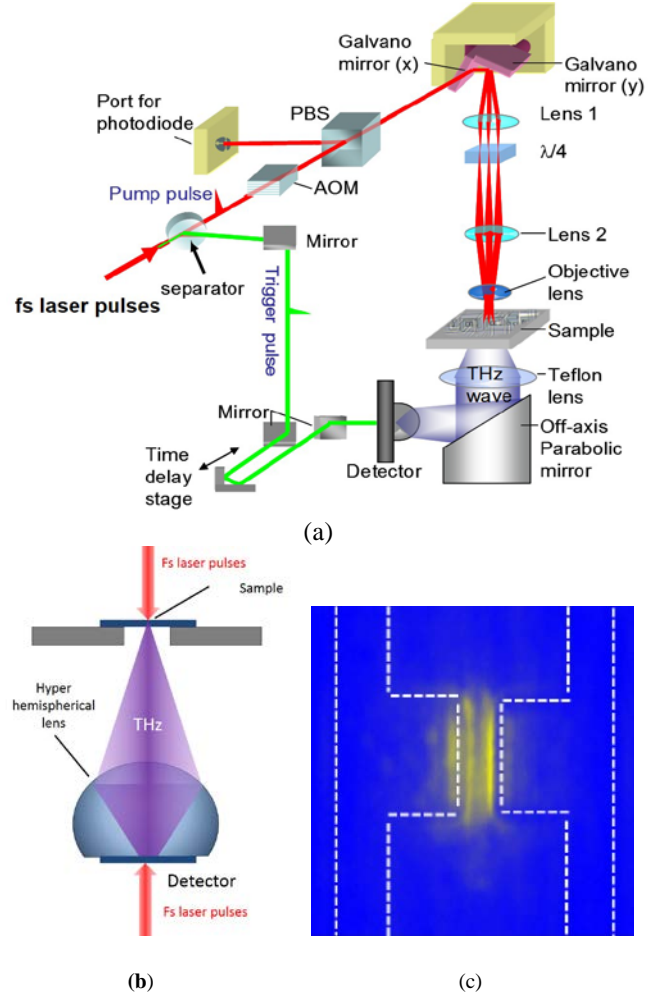 Galvano
mirror (x)
Galvano
mirror (y)
Port for
photodiode
PBS
Lens 1
λ/4
AOM
Pump pulse
Mirror
Lens 2
separator
fs laser pulses
Objective
lens
Trigger pulse
Sample
THz
wave
Teflon
lens
Mirror
Off-axis
Parabolic
mirror
Time
delay
stage
Detector
(a)
Fs laser pulses
Sample
Hyper
hemispherical
lens
THz
Detector
Fs laser pulses
(b)
(c)